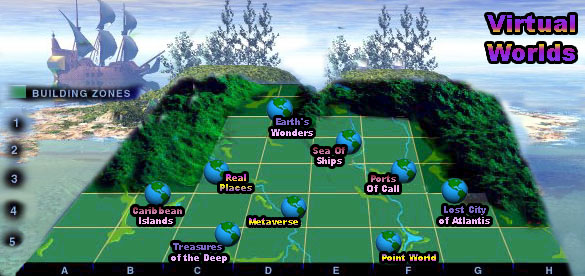 Virtual
Worlds
BUILDING ZONES
1
Earth's
Wonders
2
Sea Of
Ships
3
Real
Places
Ports
Of Call
4
Caribbean
Islands
Metaverse
Lost City
of Atlantis
5
Treasures
of the Deep
Point World
A B C D E F G H